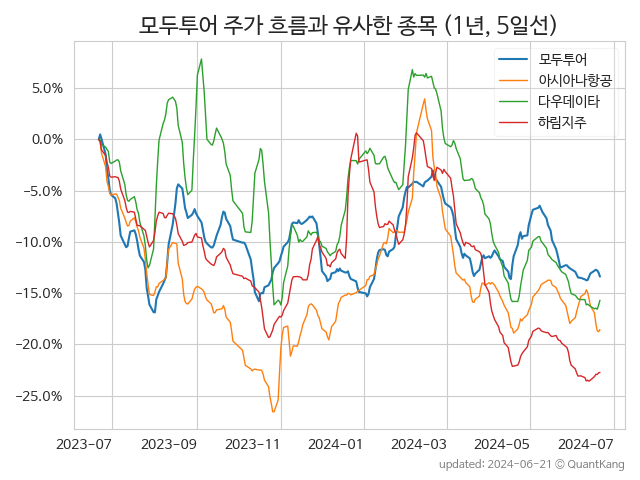 모두투어 주가 흐름과 유사한 종목 (1년, 5일선)
모두투어
아시아나항공
다우데이타
하림지주
5.0%
0.0%
−5.0%
−10.0%
−15.0%
−20.0%
−25.0%
2023-07 2023-09 2023-11 2024-01 2024-03 2024-05 2024-07
updated: 2024-06-21 © QuantKang